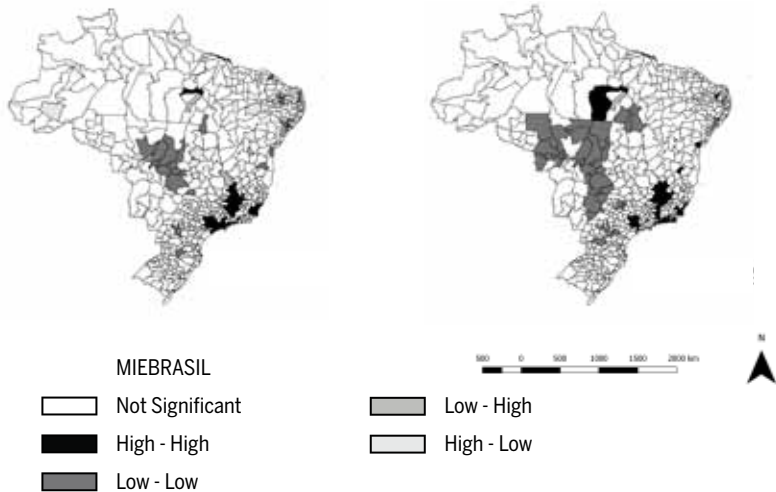 N
500 0 500 1000 1500 2000 km
MIEBRASIL
Not Significant
High - High
Low - Low
Low - High
High - Low